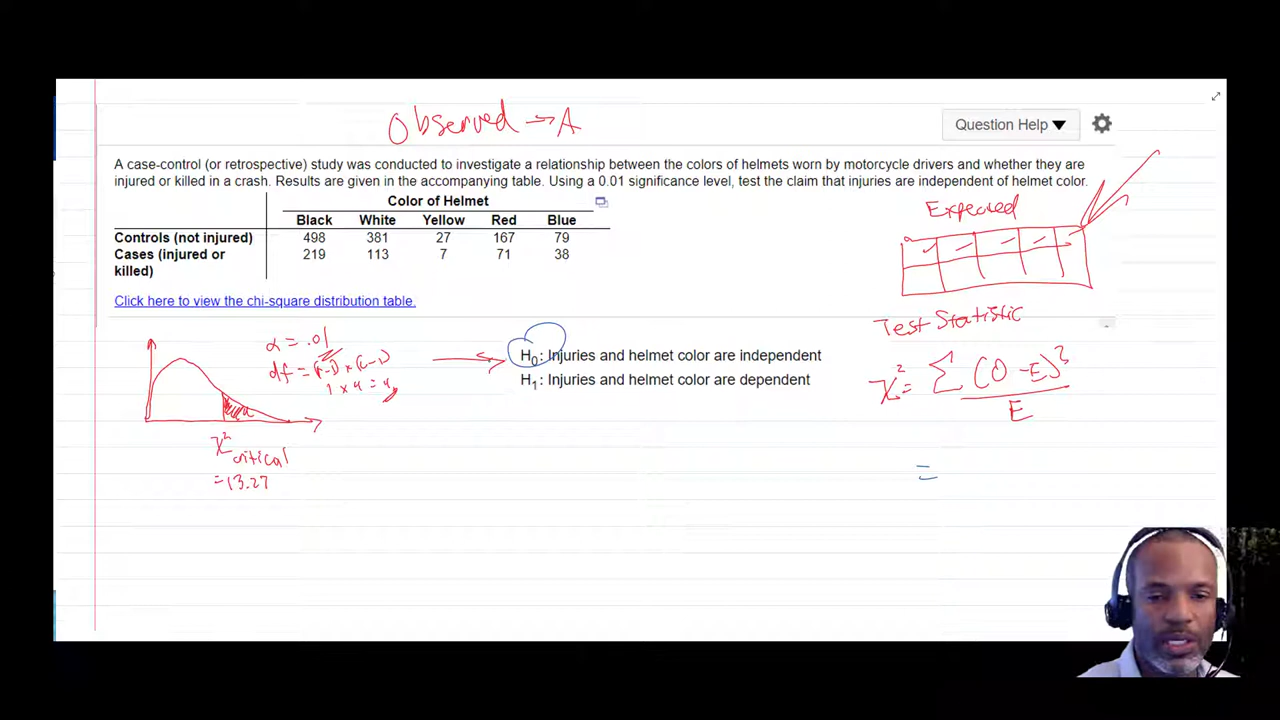 Observed → A
Question Help ▼
A case-control (or retrospective) study was conducted to investigate a relationship between the colors of helmets worn by motorcycle drivers and whether they are
injured or killed in a crash. Results are given in the accompanying table. Using a 0.01 significance level, test the claim that injuries are independent of helmet color.
Color of Helmet
Black White Yellow Red Blue
Controls (not injured) 498 381 27 167 79
Cases (injured or 219 113 7 71 38
killed)
Click here to view the chi-square distribution table.
Expected
Test Statistic
χ² = Σ (O - E)²
E
=
α = .01
df = (r-1) × (c-1)
1 × 4 = 4
H0: Injuries and helmet color are independent
H1: Injuries and helmet color are dependent
χ² critical
= 13.27